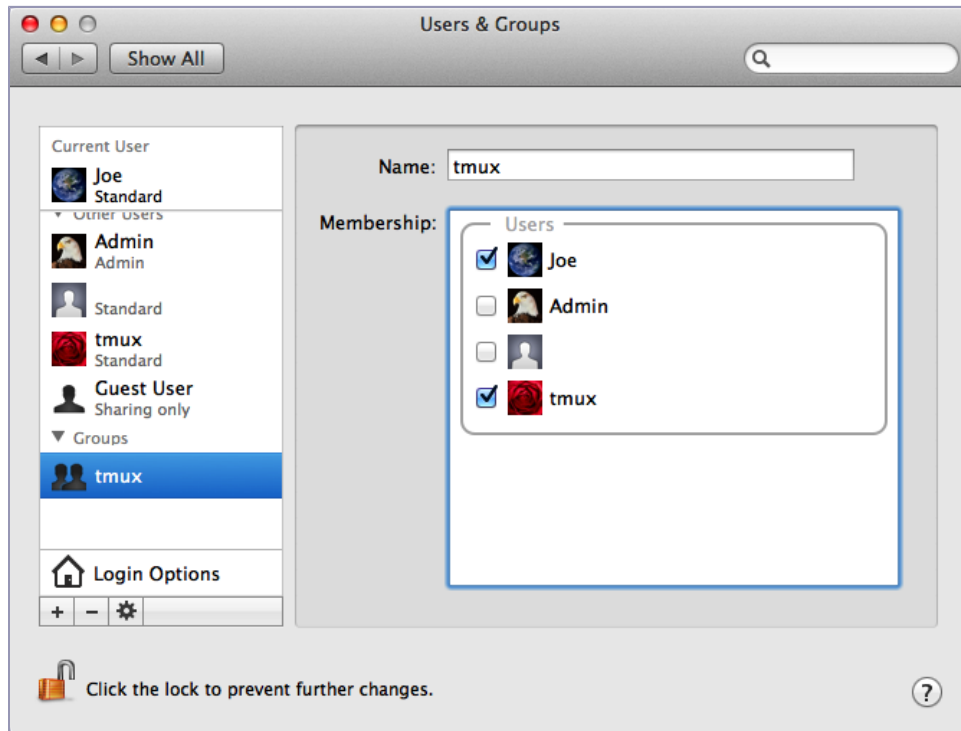 Users & Groups
Show All
Current User
Joe
Standard
Other Users
Admin
Admin
Standard
tmux
Standard
Guest User
Sharing only
Groups
tmux
Login Options
Name: tmux
Membership:
Users
Joe
Admin
tmux
Click the lock to prevent further changes.
?